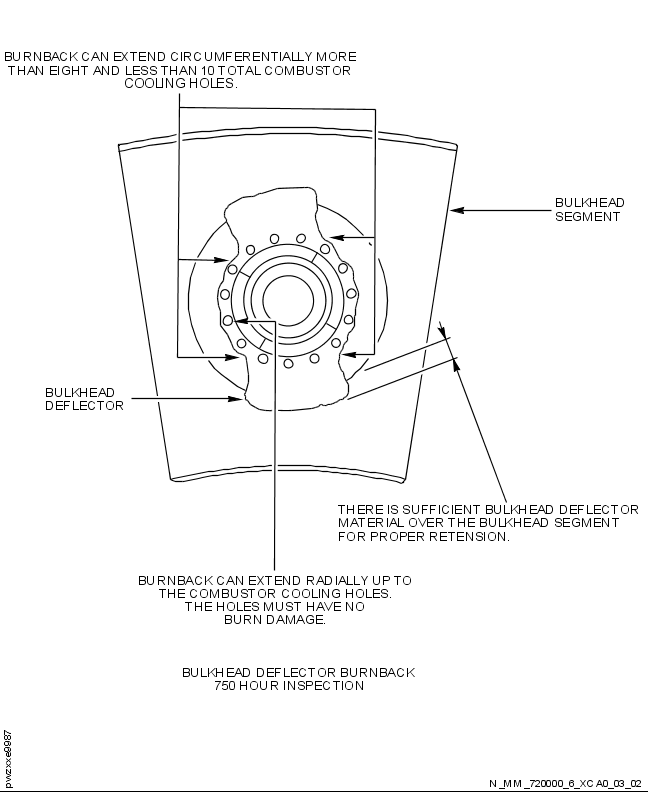 BURNBACK CAN EXTEND CIRCUMFERENTIALLY MORE
THAN EIGHT AND LESS THAN 10 TOTAL COMBUSTOR
COOLING HOLES.
BULKHEAD
SEGMENT
BULKHEAD
DEFLECTOR
THERE IS SUFFICIENT BULKHEAD DEFLECTOR
MATERIAL OVER THE BULKHEAD SEGMENT
FOR PROPER RETENSION.
BURNBACK CAN EXTEND RADIALLY UP TO
THE COMBUSTOR COOLING HOLES.
THE HOLES MUST HAVE NO
BURN DAMAGE.
BULKHEAD DEFLECTOR BURNBACK
750 HOUR INSPECTION
pwzxxe9987
N_MM_720000_6_XCA0_03_02